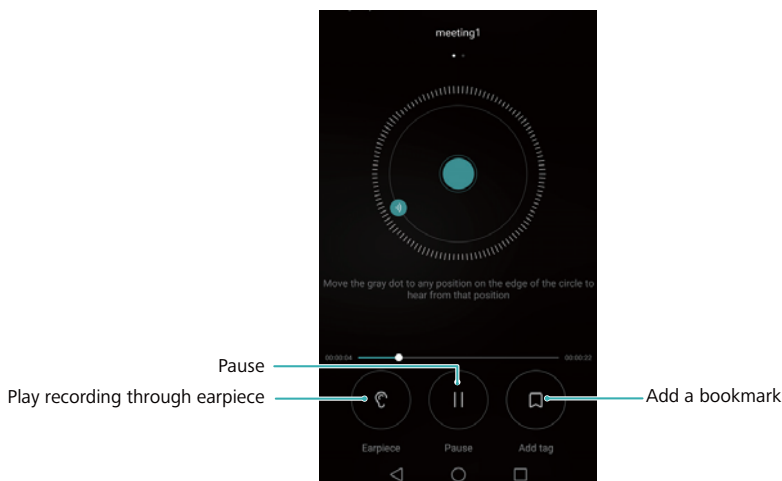 meeting1
Move the gray dot to any position on the edge of the circle to
hear from that position
00:00:04
00:00:22
Pause
Play recording through earpiece
Add a bookmark
Earpiece
Pause
Add tag